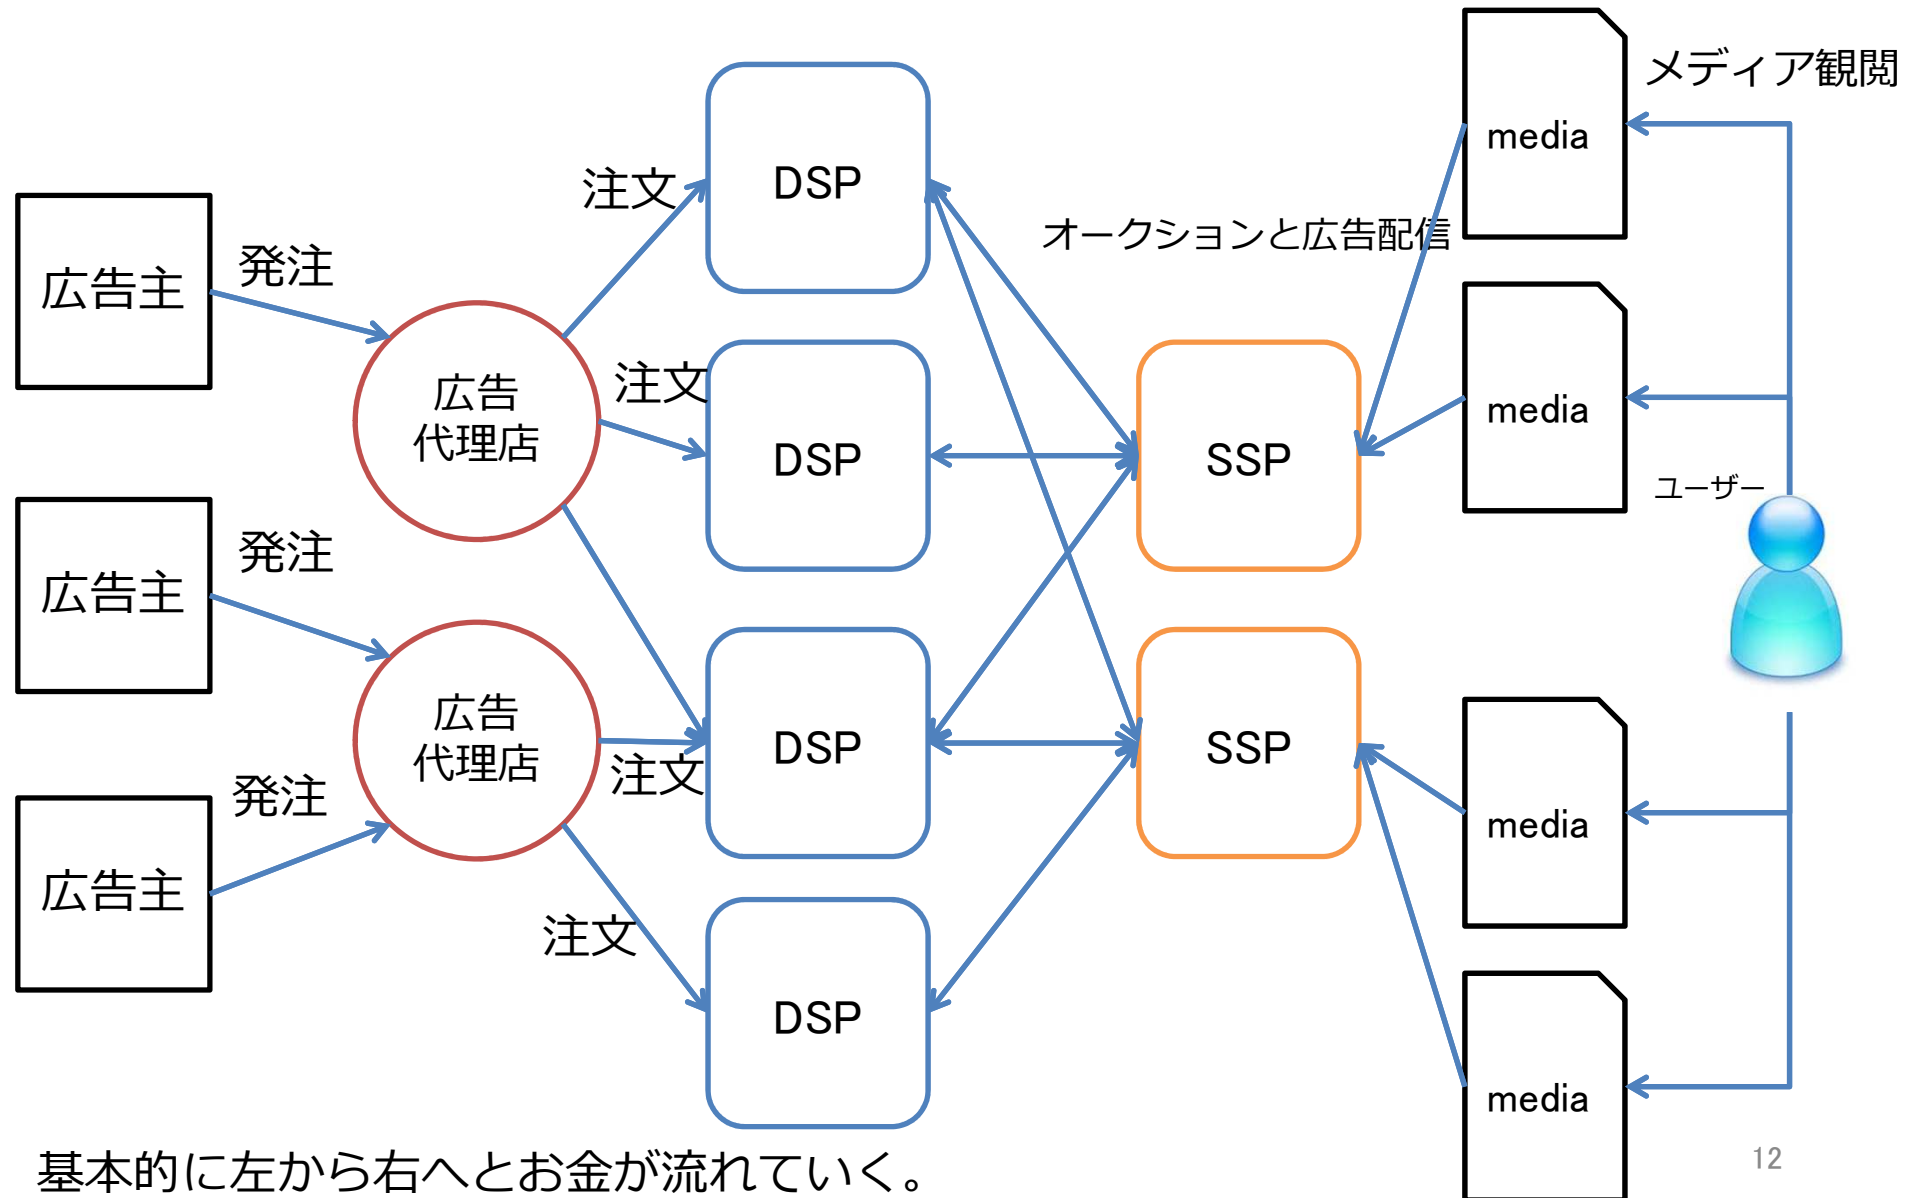 メディア観閲
media
DSP
注文
オークションと広告配信
発注
広告主
広告
代理店
注文
DSP
SSP
media
ユーザー
発注
広告主
広告
代理店
注文
DSP
SSP
media
発注
広告主
注文
DSP
media
基本的に左から右へとお金が流れていく。
12